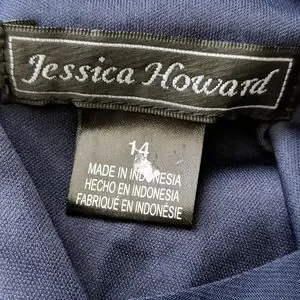 Jessica Howard
14
MADE IN INDONESIA
HECHO EN INDONESIA
FABRIQUÉ EN INDONÉSIE